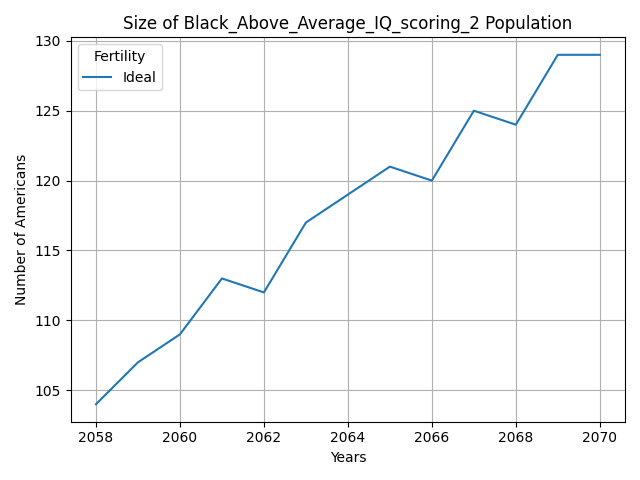 Size of Black_Above_Average_IQ_scoring_2 Population
Fertility
Ideal
Number of Americans
130
125
120
115
110
105
2058 2060 2062 2064 2066 2068 2070
Years